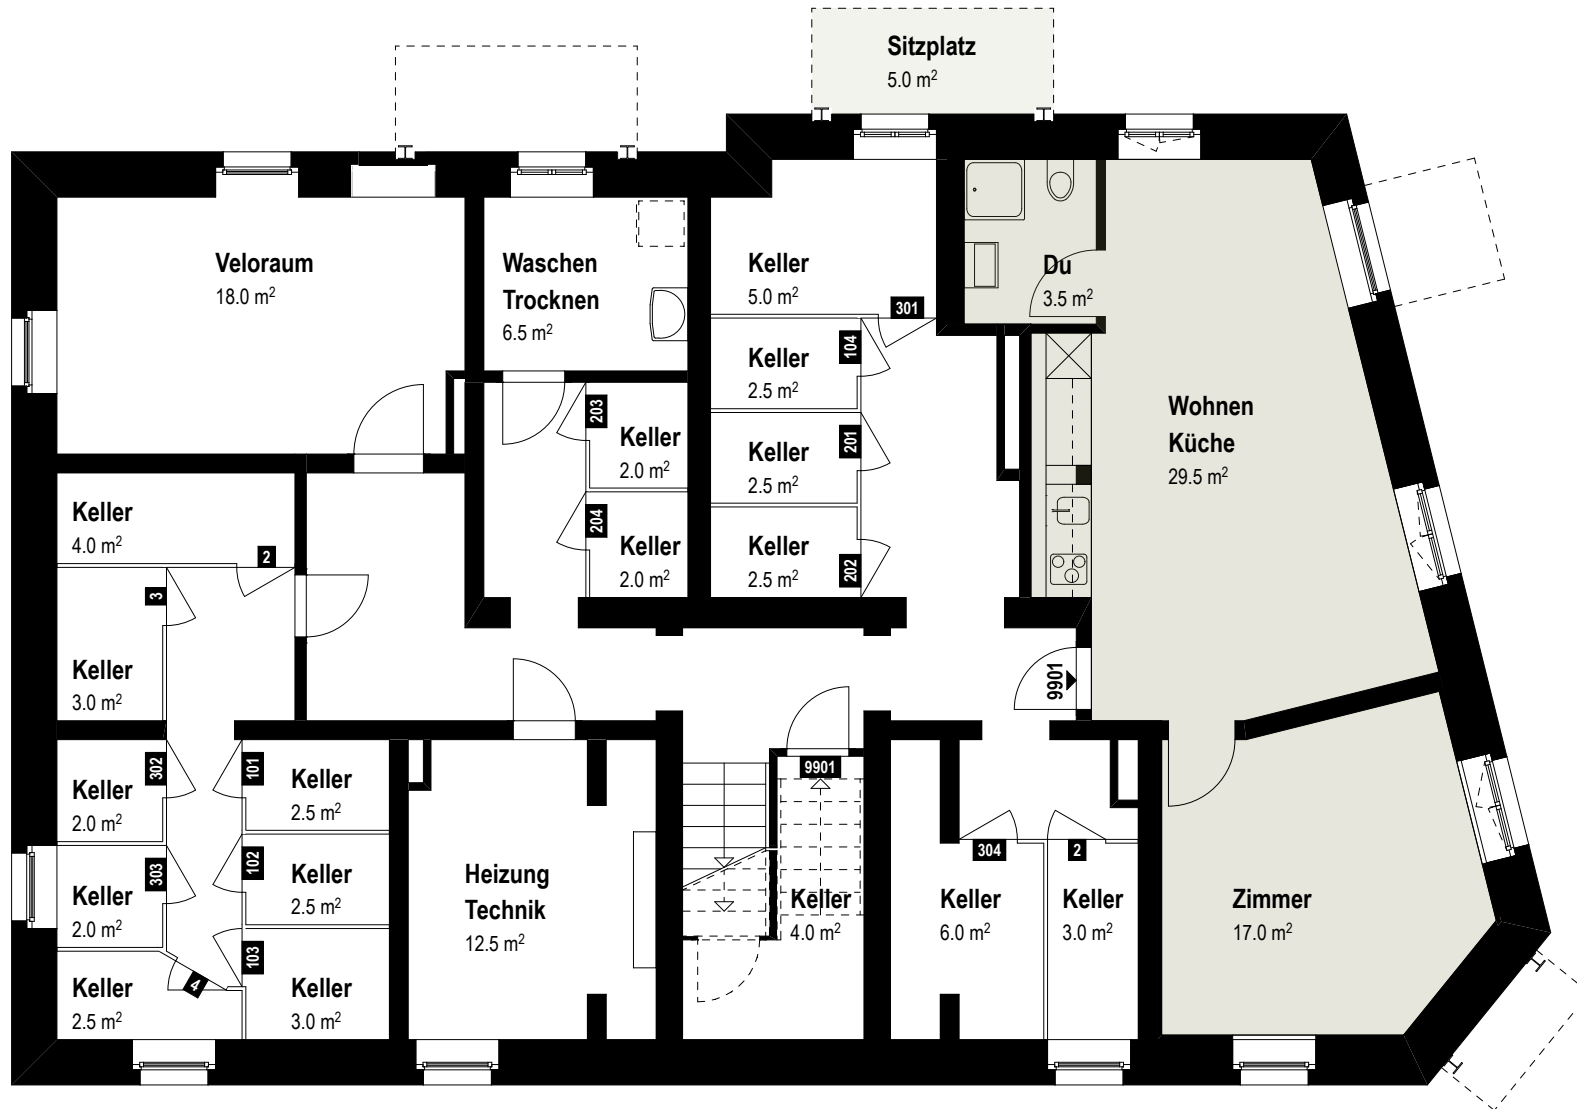 Sitzplatz
5.0 m²
Veloraum
18.0 m²
Waschen
Trocknen
6.5 m²
Keller
5.0 m²
301
Du
3.5 m²
104
Keller
2.5 m²
203
Keller
2.0 m²
201
Keller
2.5 m²
Wohnen
Küche
29.5 m²
Keller
4.0 m²
2
204
Keller
2.0 m²
Keller
2.5 m²
202
3
Keller
3.0 m²
9901
302
Keller
2.0 m²
101
Keller
2.5 m²
9901
303
Keller
2.0 m²
102
Keller
2.5 m²
Heizung
Technik
12.5 m²
Keller
4.0 m²
304
Keller
6.0 m²
2
Keller
3.0 m²
Zimmer
17.0 m²
103
4
Keller
2.5 m²
Keller
3.0 m²